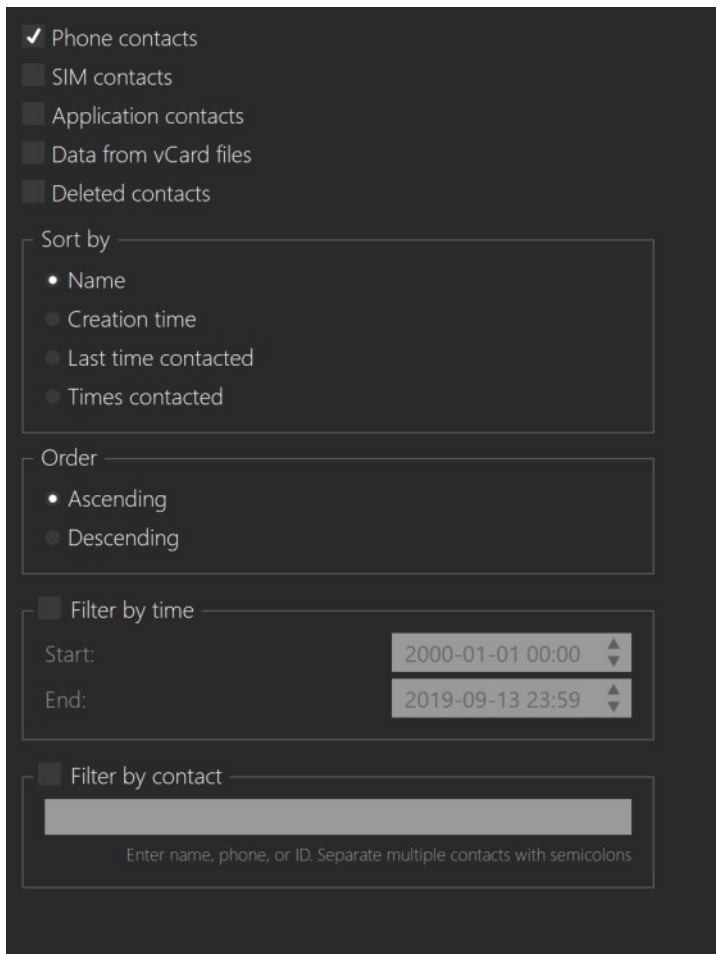 Phone contacts
SIM contacts
Application contacts
Data from vCard files
Deleted contacts
Sort by
Name
Creation time
Last time contacted
Times contacted
Order
Ascending
Descending
Filter by time
Start: 2000-01-01 00:00
End: 2019-09-13 23:59
Filter by contact
Enter name, phone, or ID. Separate multiple contacts with semicolons